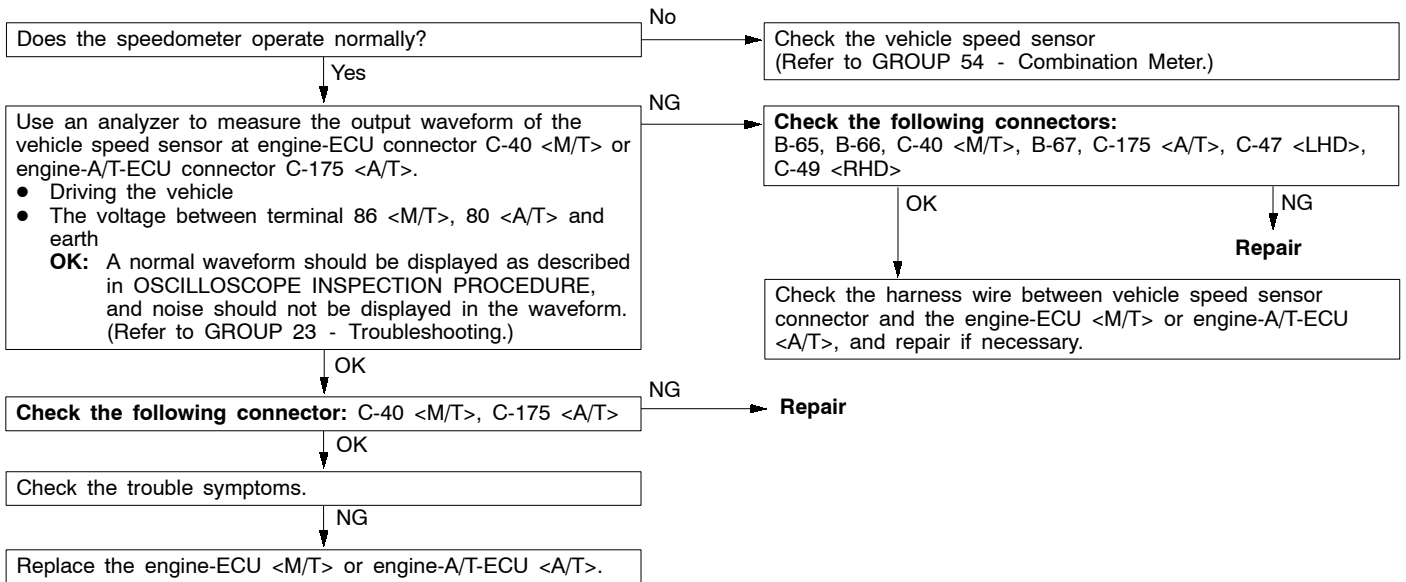 Does the speedometer operate normally?
No
Check the vehicle speed sensor
(Refer to GROUP 54 - Combination Meter.)
Yes
Use an analyzer to measure the output waveform of the
vehicle speed sensor at engine-ECU connector C-40 <M/T> or
engine-A/T-ECU connector C-175 <A/T>.
● Driving the vehicle
● The voltage between terminal 86 <M/T>, 80 <A/T> and
earth
OK: A normal waveform should be displayed as described
in OSCILLOSCOPE INSPECTION PROCEDURE,
and noise should not be displayed in the waveform.
(Refer to GROUP 23 - Troubleshooting.)
NG
Check the following connectors:
B-65, B-66, C-40 <M/T>, B-67, C-175 <A/T>, C-47 <LHD>,
C-49 <RHD>
OK
NG
Repair
Check the harness wire between vehicle speed sensor
connector and the engine-ECU <M/T> or engine-A/T-ECU
<A/T>, and repair if necessary.
OK
Check the following connector: C-40 <M/T>, C-175 <A/T>
NG
Repair
OK
Check the trouble symptoms.
NG
Replace the engine-ECU <M/T> or engine-A/T-ECU <A/T>.